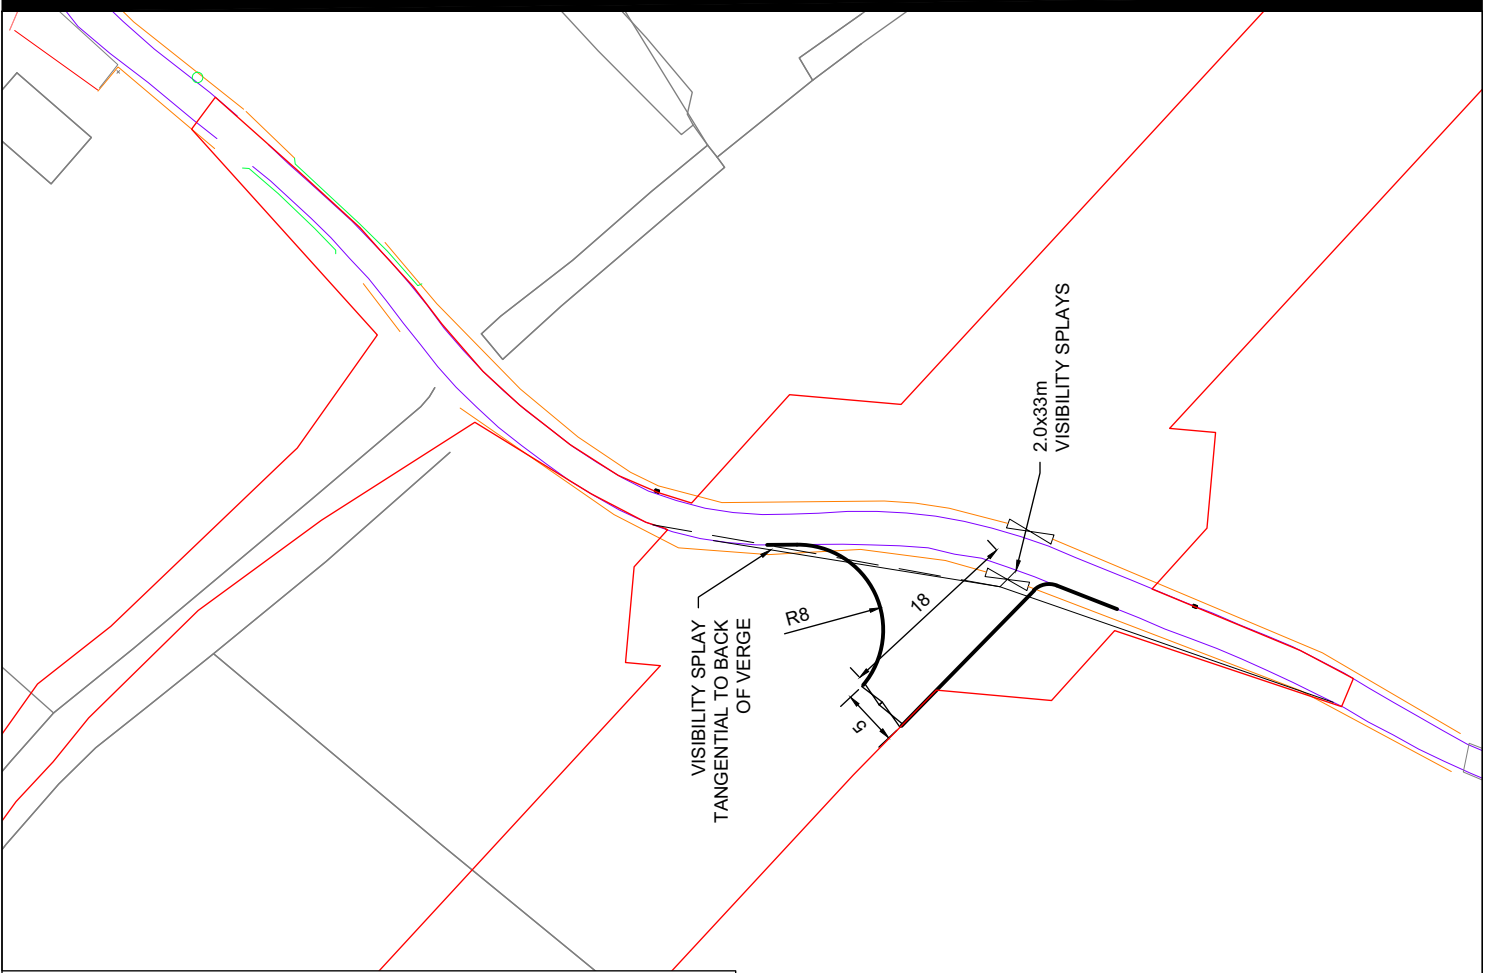 2.0x33m
VISIBILITY SPLAYS
VISIBILITY SPLAY
TANGENTIAL TO BACK
OF VERGE
R8
18
5